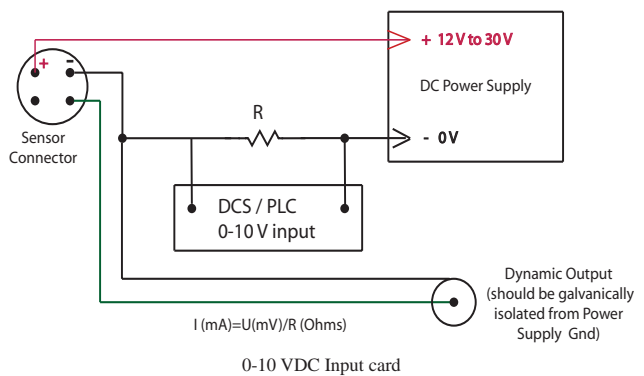 + -
+ 12 V to 30 V
DC Power Supply
R
- 0 V
Sensor
Connector
DCS / PLC
0-10 V input
Dynamic Output
(should be galvanically
isolated from Power
Supply Gnd)
I (mA)=U(mV)/R (Ohms)
0-10 VDC Input card